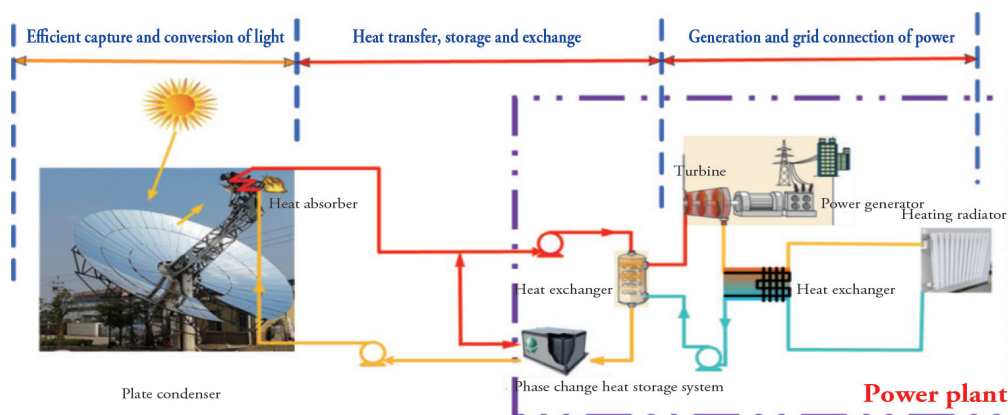 Efficient capture and conversion of light
Heat transfer, storage and exchange
Generation and grid connection of power
Turbine
Heat absorber
Power generator
Heating radiator
Heat exchanger
Heat exchanger
Phase change heat storage system
Plate condenser
Power plant